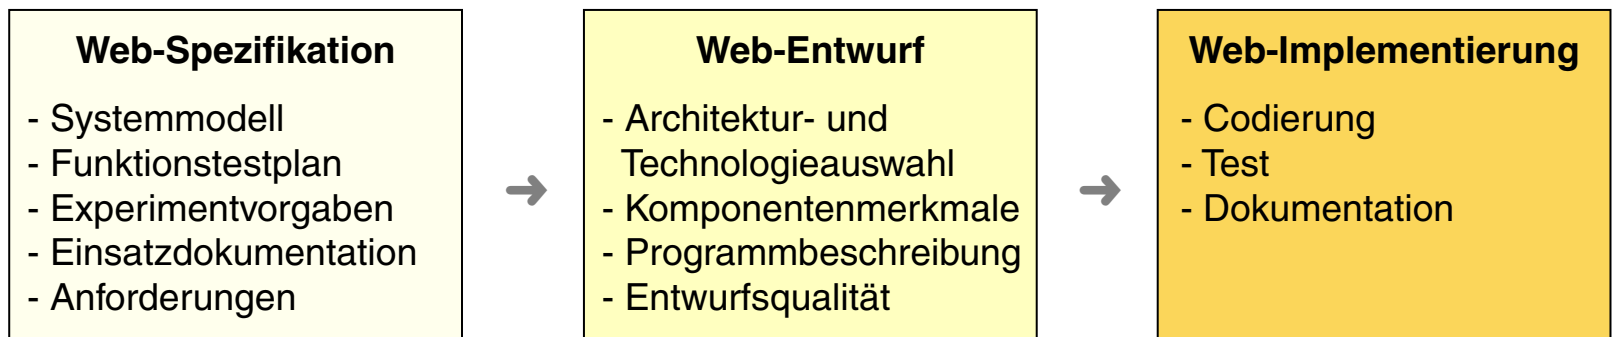 Web-Spezifikation
- Systemmodell
- Funktionstestplan
- Experimentvorgaben
- Einsatzdokumentation
- Anforderungen
Web-Entwurf
- Architektur- und
Technologieauswahl
- Komponentenmerkmale
- Programmbeschreibung
- Entwurfsqualität
Web-Implementierung
- Codierung
- Test
- Dokumentation